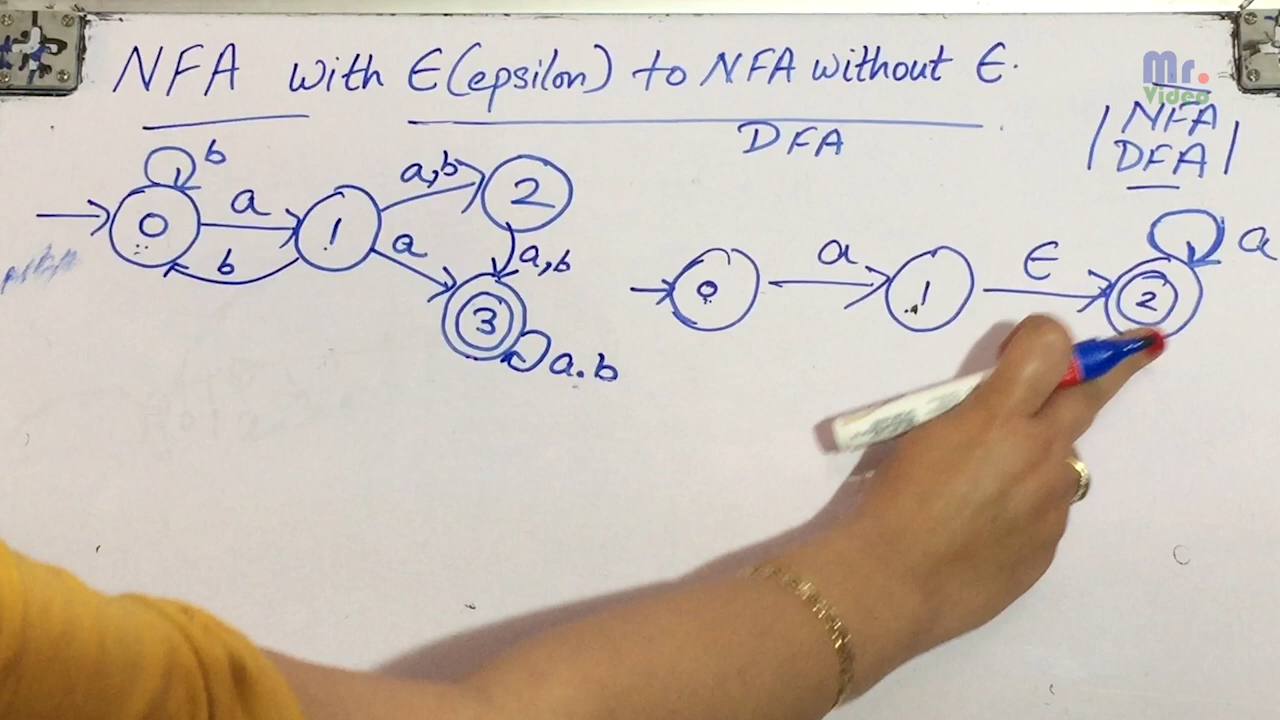 NFA with ∈(epsilon) to NFA without ∈.
DFA
Mr.
Video
NFA
DFA
b
a
b
a,b
a
a,b
a.b
0
1
2
3
a
∈
a
0
1
2